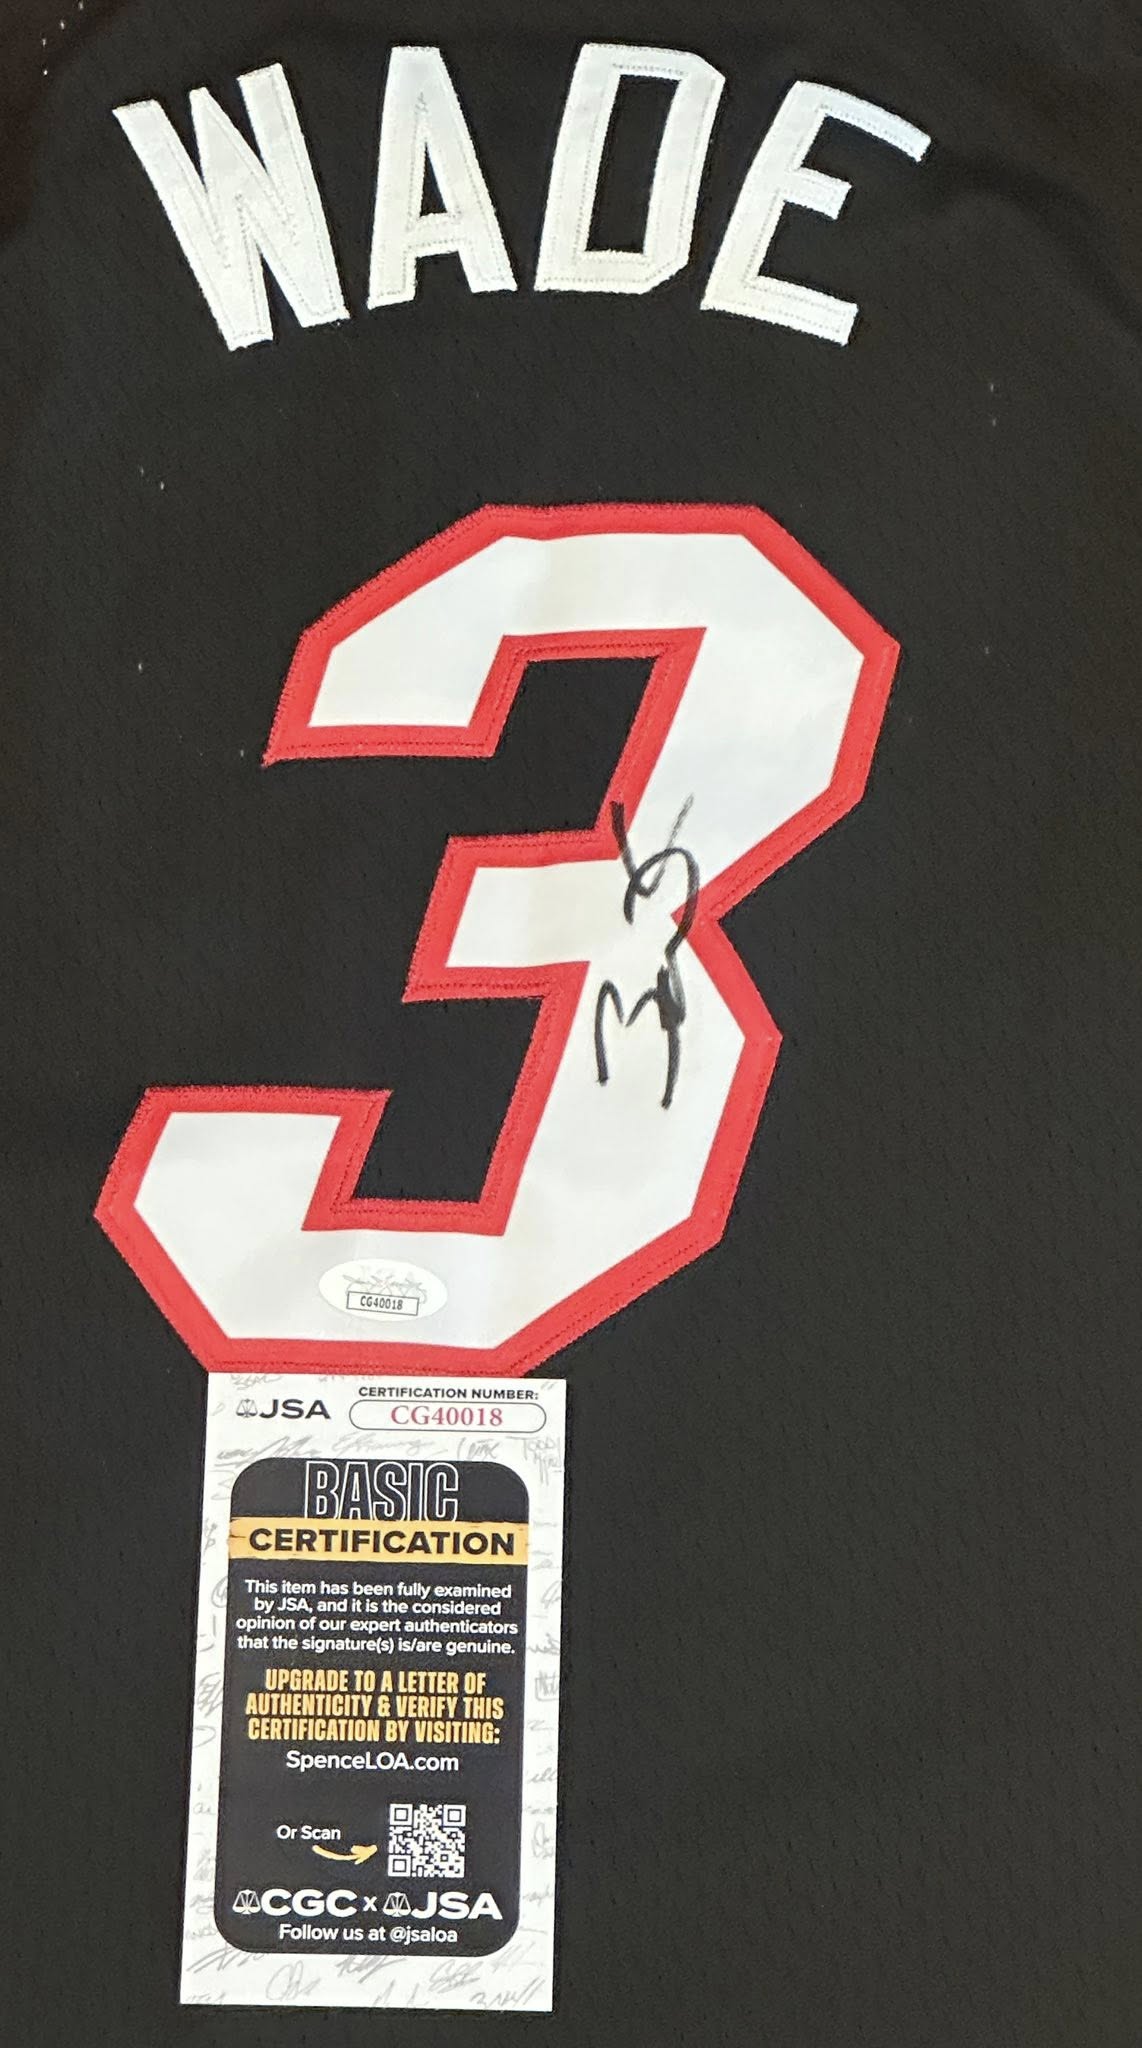 WADE
3
CG40018
JSA
CERTIFICATION NUMBER:
CG40018
BASIC
CERTIFICATION
This item has been fully examined
by JSA, and it is the considered
opinion of our expert authenticators
that the signature(s) is/are genuine.
UPGRADE TO A LETTER OF
AUTHENTICITY & VERIFY THIS
CERTIFICATION BY VISITING:
SpenceLOA.com
Or Scan
CGC x JSA
Follow us at @jsaloa